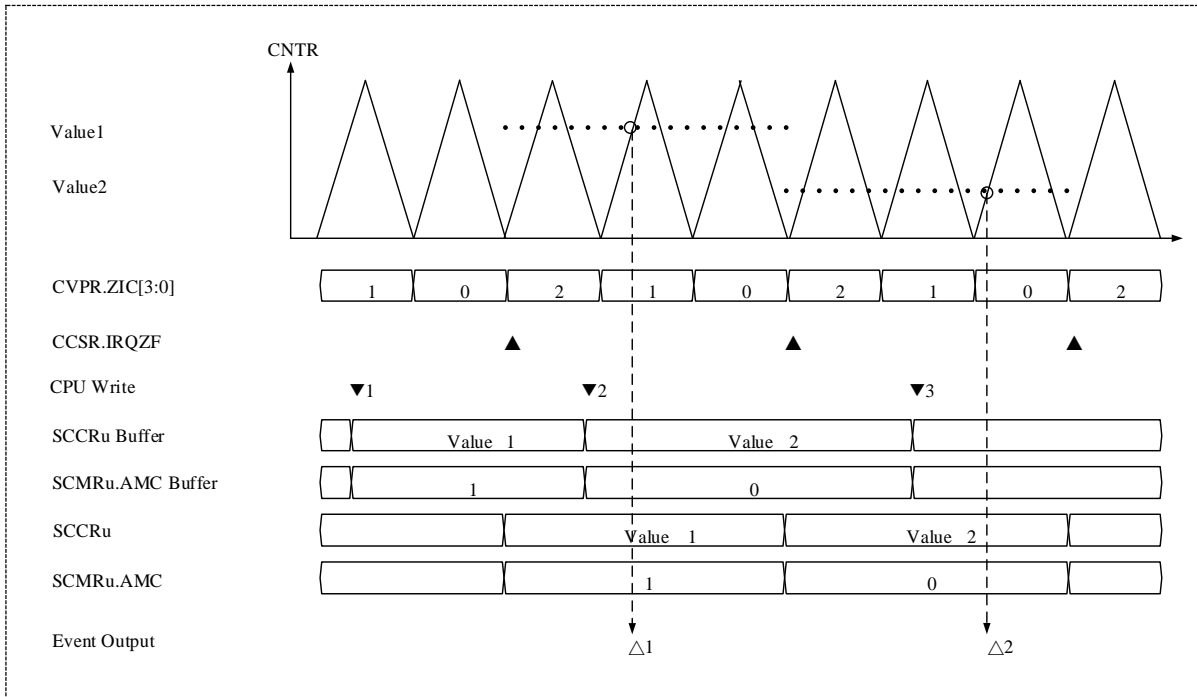 CNTR
Value1
Value2
CVPR.ZIC[3:0] 1 0 2 1 0 2 1 0 2
CCSR.IRQZF ▲ ▲ ▲
CPU Write ▼1 ▼2 ▼3
SCCRu Buffer Value 1 Value 2
SCMRu.AMC Buffer 1 0
SCCRu Value 1 Value 2
SCMRu.AMC 1 0
Event Output △1 △2